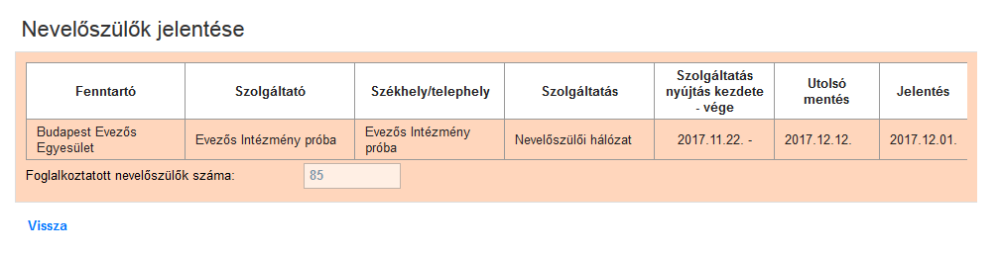 Nevelőszülők jelentése
Fenntartó Szolgáltató Székhely/telephely Szolgáltatás Szolgáltatás nyújtás kezdete - vége Utolsó mentés Jelentés
Budapest Evezős Egyesület Evezős Intézmény próba Evezős Intézmény próba Nevelőszülői hálózat 2017.11.22. - 2017.12.12. 2017.12.01.
Foglalkoztatott nevelőszülők száma: 85
Vissza